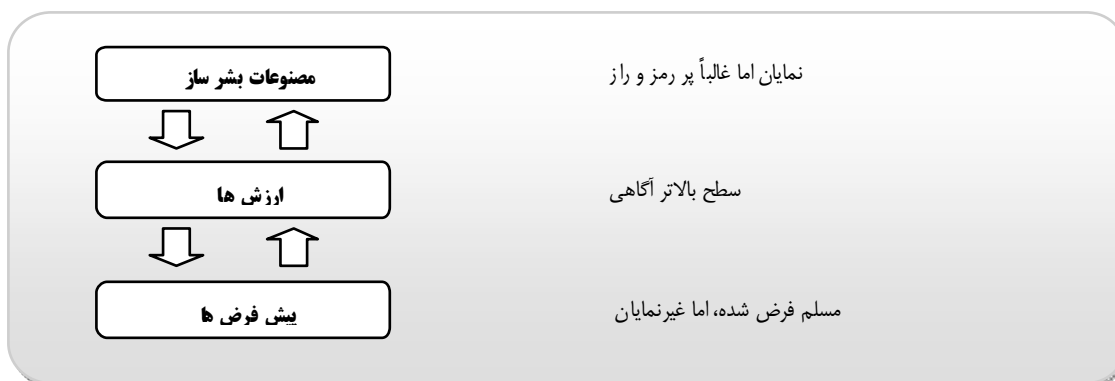 مصنوعات بشر ساز
نمایان اما غالباً پر رمز و راز
ارزش ها
سطح بالاتر آگاهی
پیش فرض ها
مسلم فرض شده، اما غیرنمایان